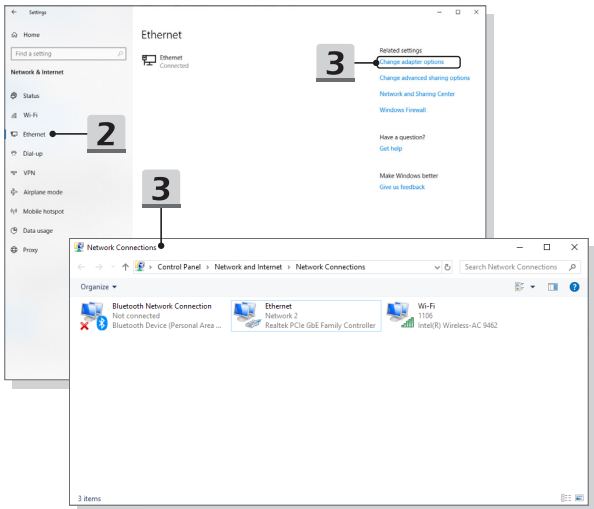 Settings
Home
Find a setting
Network & Internet
Status
Wi-Fi
Ethernet
Dial-up
VPN
Airplane mode
Mobile hotspot
Data usage
Proxy
2
Ethernet
Ethernet
Connected
3
Related settings
Change adapter options
Change advanced sharing options
Network and Sharing Center
Windows Firewall
Have a question?
Get help
Make Windows better
Give us feedback
3
Network Connections
Control Panel › Network and Internet › Network Connections
Search Network Connections
Organize
Bluetooth Network Connection
Not connected
Bluetooth Device (Personal Area ...
Ethernet
Network 2
Realtek PCIe GbE Family Controller
Wi-Fi
1106
Intel(R) Wireless-AC 9462
3 items